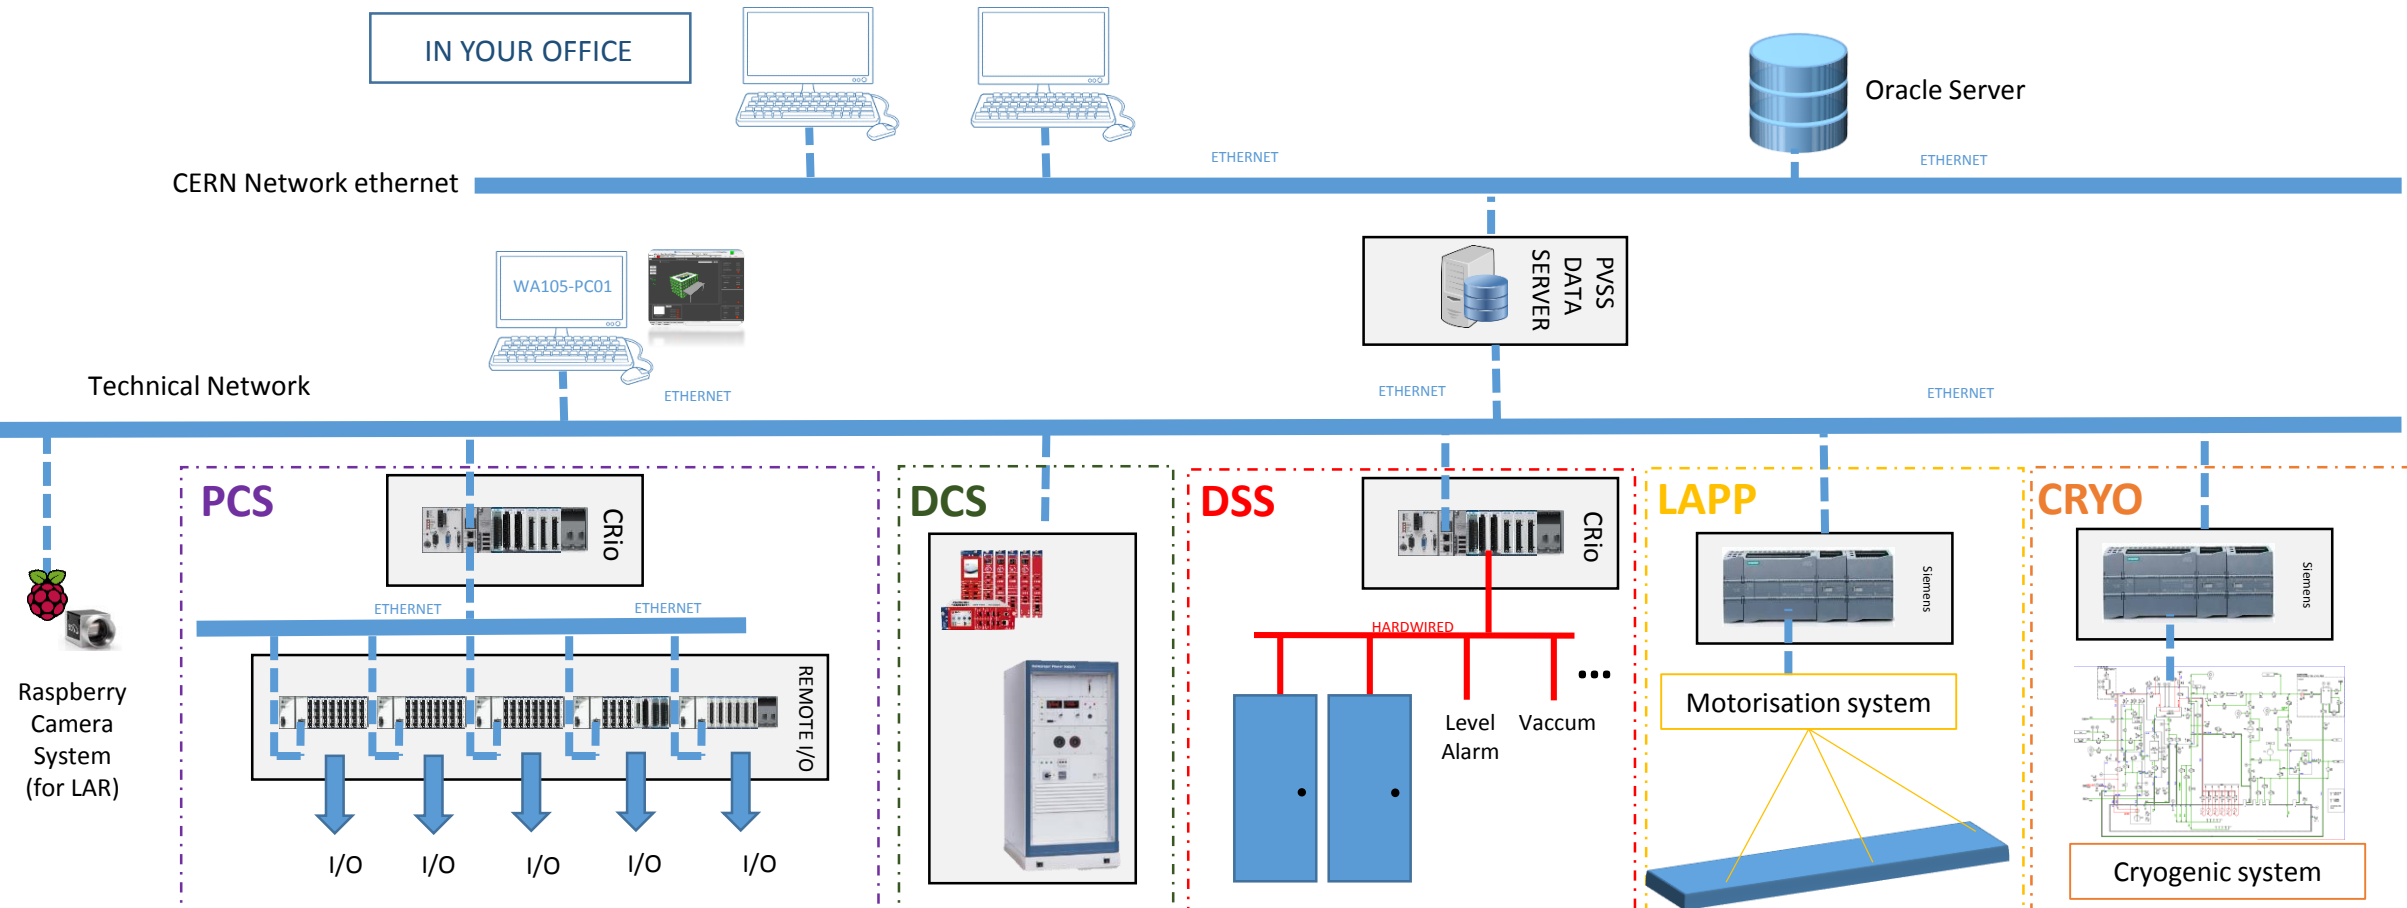 IN YOUR OFFICE
Oracle Server
ETHERNET
ETHERNET
CERN Network ethernet
WA105-PC01
PVSS
DATA
SERVER
Technical Network
ETHERNET
ETHERNET
ETHERNET
PCS
CRio
DCS
DSS
CRio
LAPP
Siemens
CRYO
Siemens
ETHERNET
ETHERNET
HARDWIRED
REMOTE I/O
Raspberry
Camera
System
(for LAR)
Level
Alarm
Vaccum
...
Motorisation system
I/O
I/O
I/O
I/O
I/O
Cryogenic system